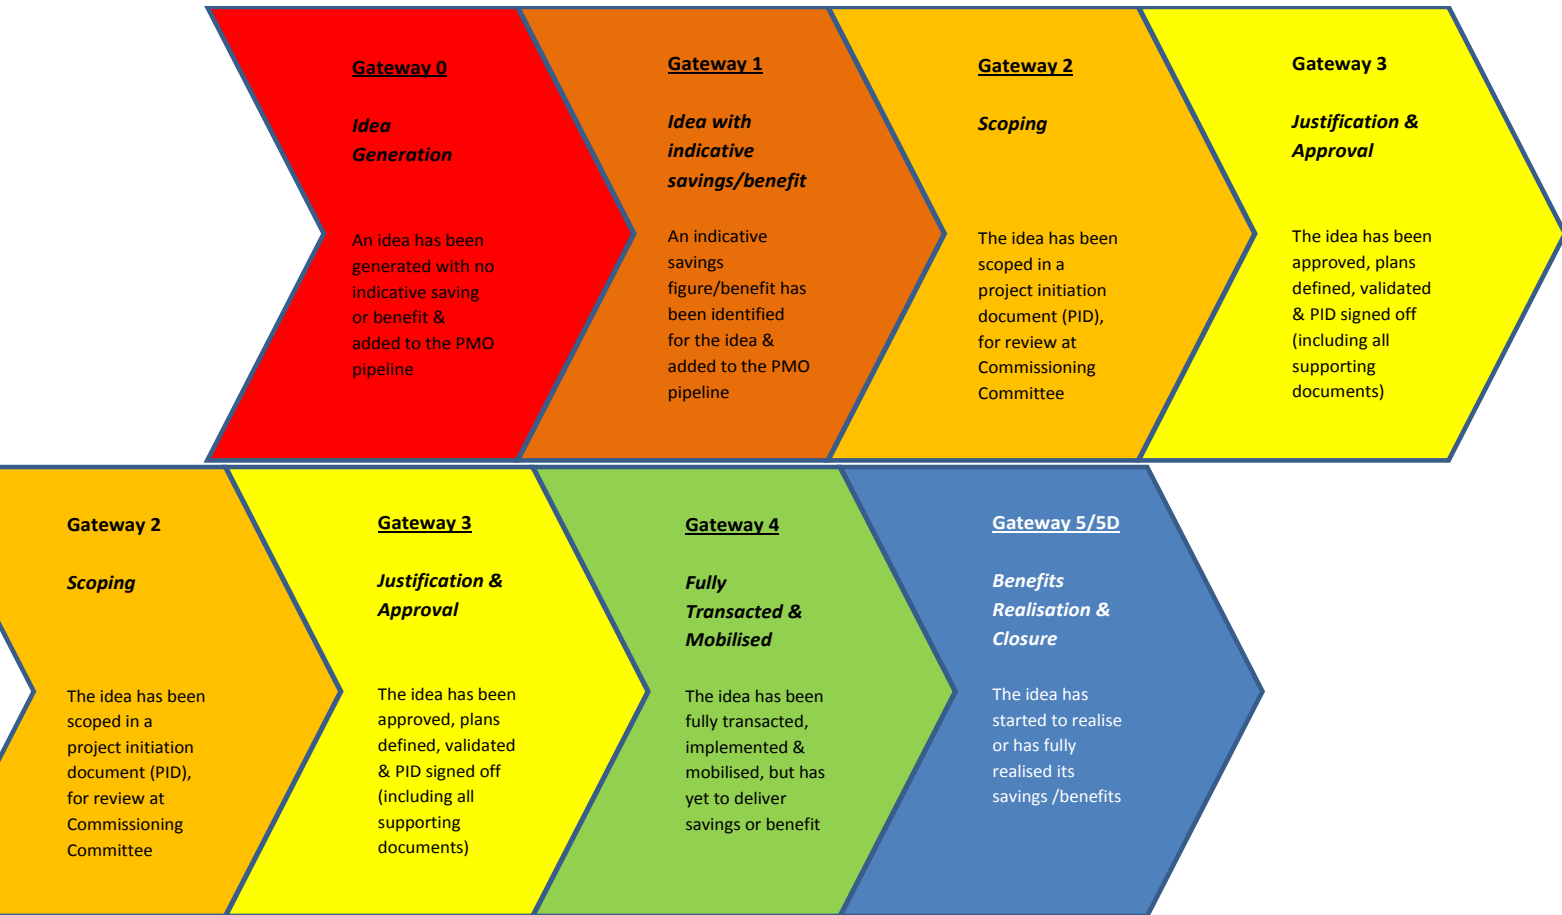 Gateway 0
Idea
Generation
An idea has been
generated with no
indicative saving
or benefit &
added to the PMO
pipeline
Gateway 1
Idea with
indicative
savings/benefit
An indicative
savings
figure/benefit has
been identified
for the idea &
added to the PMO
pipeline
Gateway 2
Scoping
The idea has been
scoped in a
project initiation
document (PID),
for review at
Commissioning
Committee
Gateway 3
Justification &
Approval
The idea has been
approved, plans
defined, validated
& PID signed off
(including all
supporting
documents)
Gateway 2
Scoping
The idea has been
scoped in a
project initiation
document (PID),
for review at
Commissioning
Committee
Gateway 3
Justification &
Approval
The idea has been
approved, plans
defined, validated
& PID signed off
(including all
supporting
documents)
Gateway 4
Fully
Transacted &
Mobilised
The idea has been
fully transacted,
implemented &
mobilised, but has
yet to deliver
savings or benefit
Gateway 5/5D
Benefits
Realisation &
Closure
The idea has
started to realise
or has fully
realised its
savings /benefits